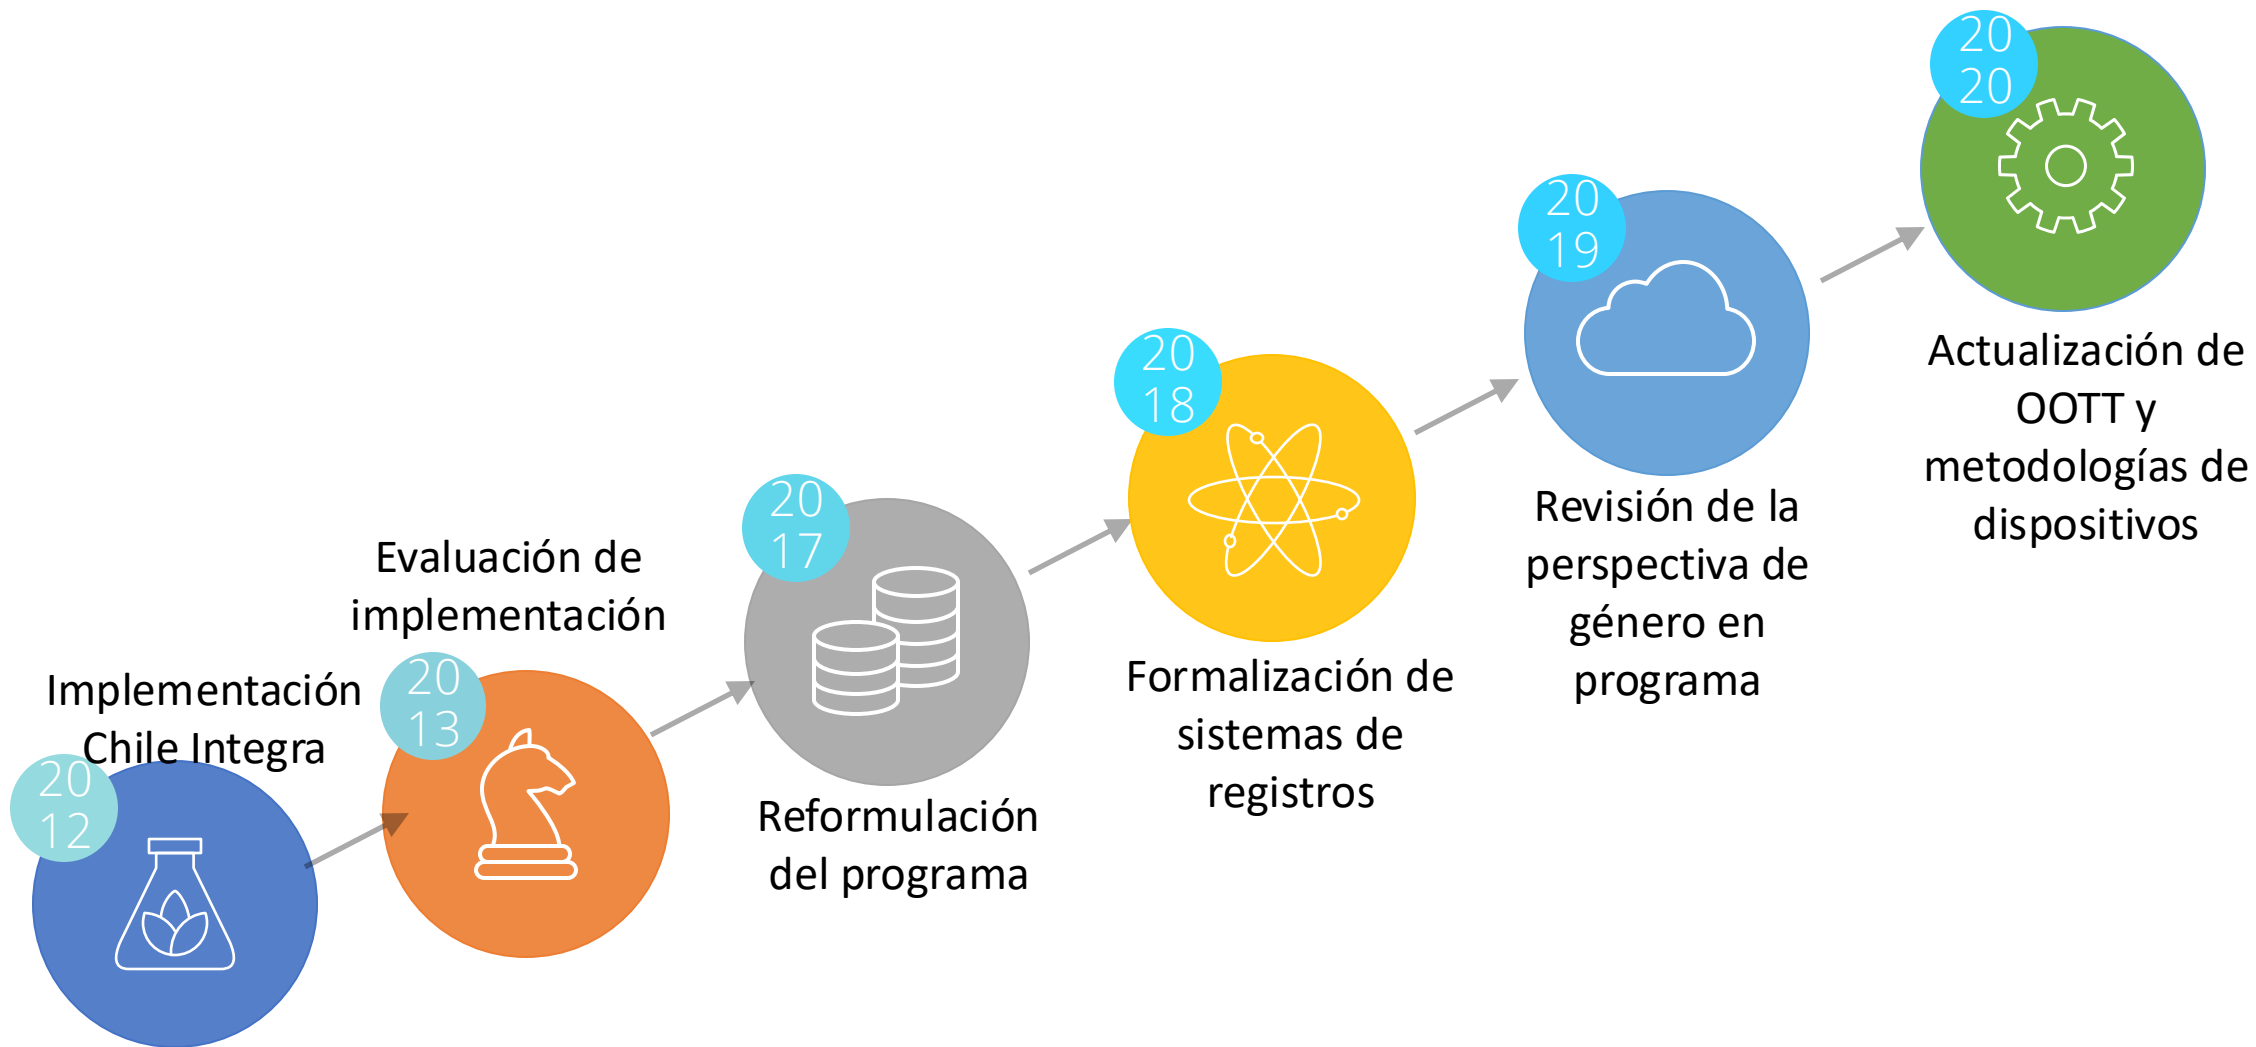 20
12
Implementación
Chile Integra
20
13
Evaluación de
implementación
20
17
Reformulación
del programa
20
18
Formalización de
sistemas de
registros
20
19
Revisión de la
perspectiva de
género en
programa
20
20
Actualización de
OOTT y
metodologías de
dispositivos